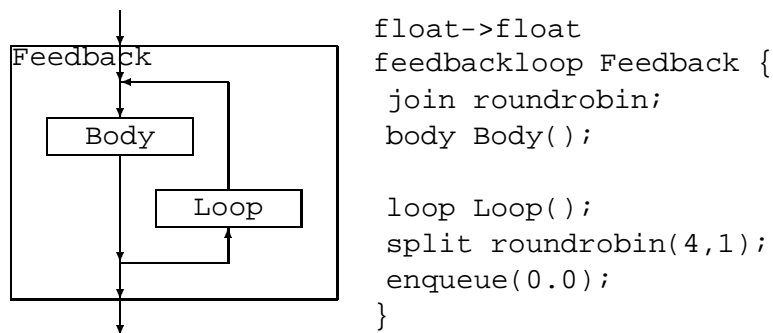 Feedback
Body
Loop
float->float
feedbackloop Feedback {
join roundrobin;
body Body();
loop Loop();
split roundrobin(4,1);
enqueue(0.0);
}